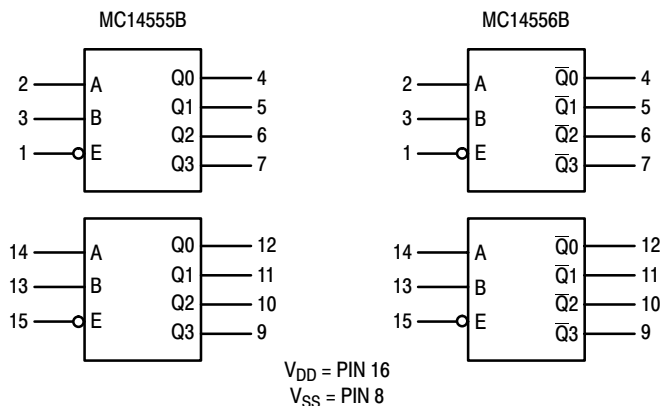 MC14555B
2 A Q0 4
3 B Q1 5
1 E Q2 6
Q3 7
14 A Q0 12
13 B Q1 11
15 E Q2 10
Q3 9
MC14556B
2 A Q̅0 4
3 B Q̅1 5
1 E Q̅2 6
Q̅3 7
14 A Q̅0 12
13 B Q̅1 11
15 E Q̅2 10
Q̅3 9
VDD = PIN 16
VSS = PIN 8